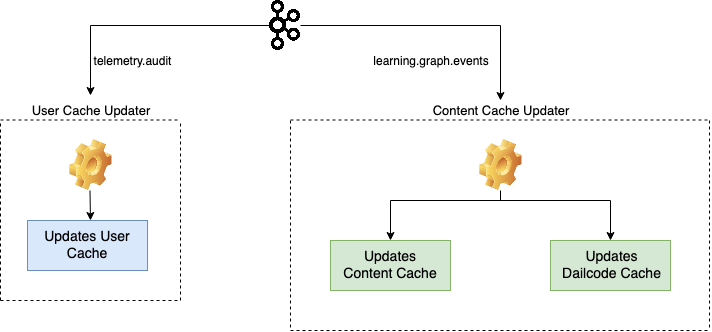 telemetry.audit
learning.graph.events
User Cache Updater
Content Cache Updater
Updates User
Cache
Updates
Content Cache
Updates
Dailcode Cache